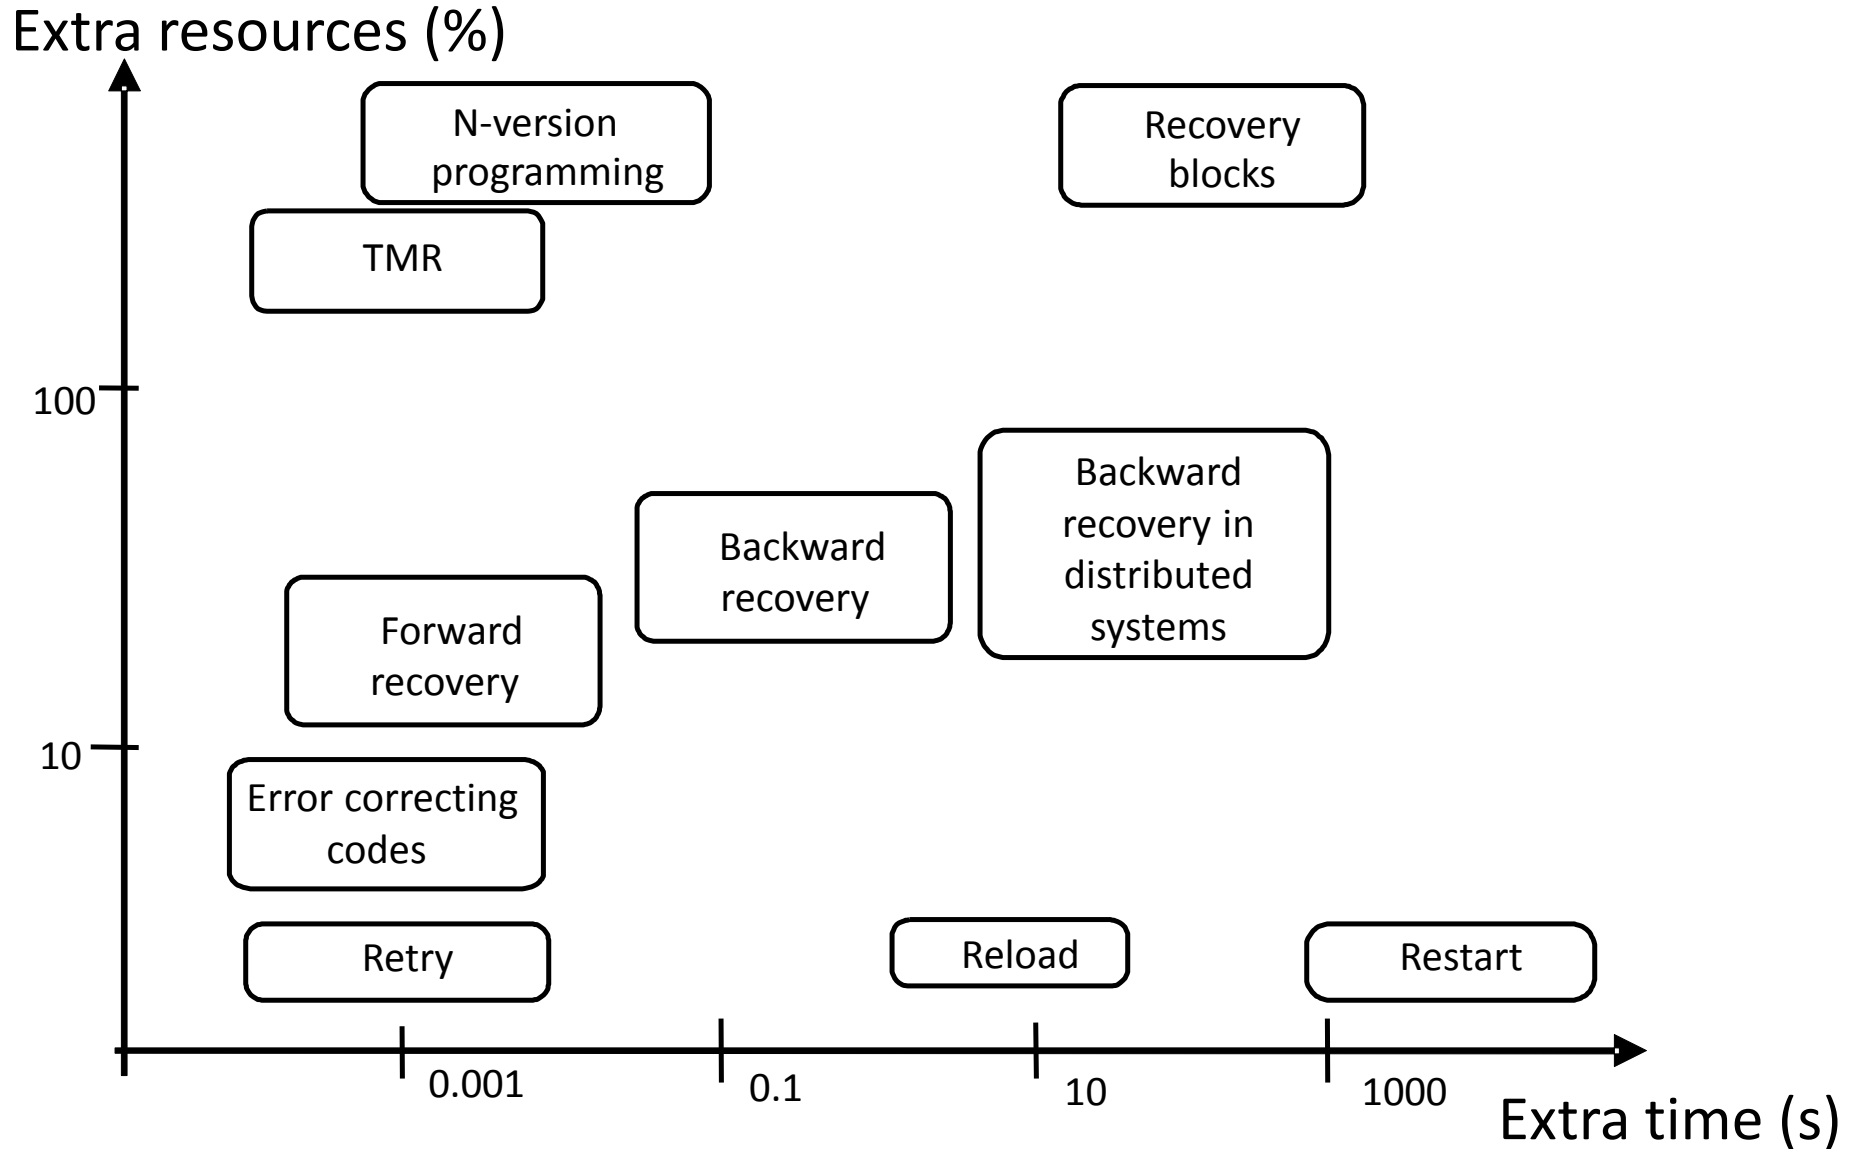 Extra resources (%)
N-version
programming
Recovery
blocks
TMR
100
Backward
recovery in
distributed
systems
Backward
recovery
Forward
recovery
10
Error correcting
codes
Retry
Reload
Restart
0.001
0.1
10
1000
Extra time (s)